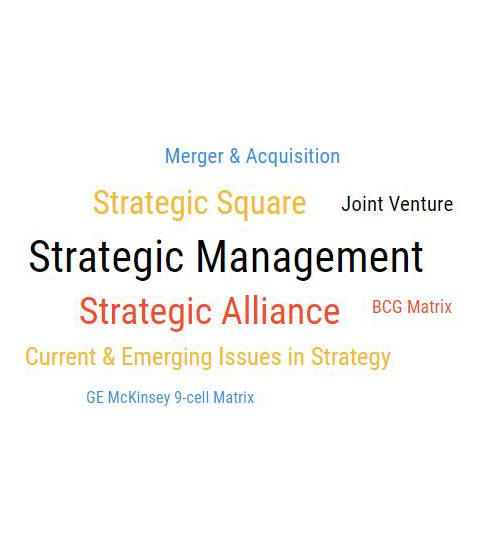 Merger & Acquisition
Strategic Square
Joint Venture
Strategic Management
Strategic Alliance
BCG Matrix
Current & Emerging Issues in Strategy
GE McKinsey 9-cell Matrix